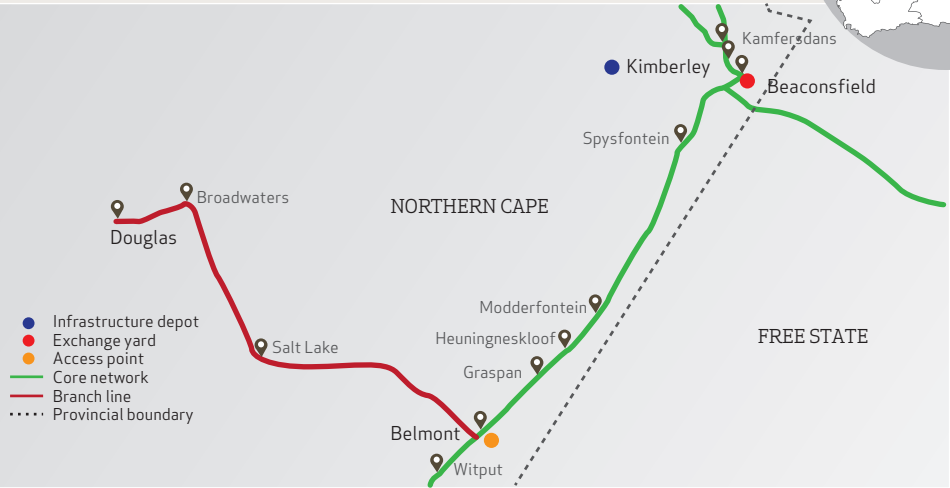 Kamfersdans
Kimberley
Beaconsfield
Spysfontein
Broadwaters
NORTHERN CAPE
Douglas
Modderfontein
Infrastructure depot
Heuningneskloof
FREE STATE
Exchange yard
Salt Lake
Access point
Graspan
Core network
Branch line
Provincial boundary
Belmont
Witput